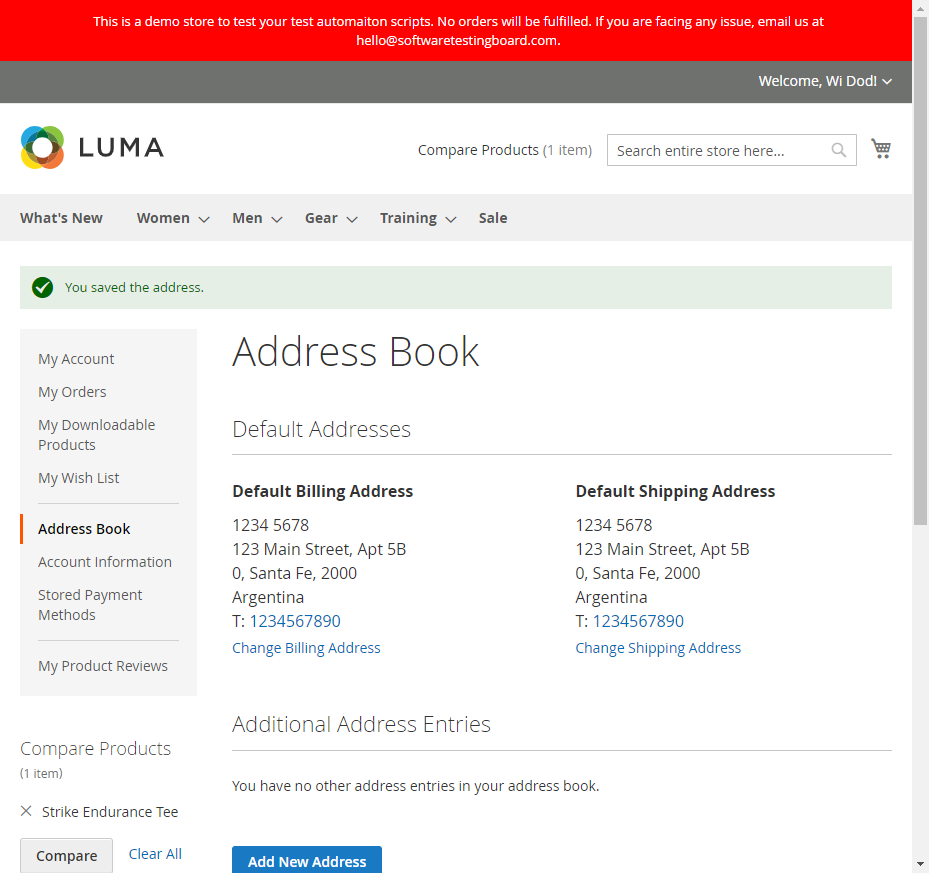 This is a demo store to test your test automaiton scripts. No orders will be fulfilled. If you are facing any issue, email us at
hello@softwaretestingboard.com.
Welcome, Wi Dod!
LUMA
Compare Products (1 item)
Search entire store here...
What's New
Women
Men
Gear
Training
Sale
You saved the address.
My Account
My Orders
My Downloadable
Products
My Wish List
Address Book
Account Information
Stored Payment
Methods
My Product Reviews
Compare Products
(1 item)
Strike Endurance Tee
Compare
Clear All
Address Book
Default Addresses
Default Billing Address
1234 5678
123 Main Street, Apt 5B
0, Santa Fe, 2000
Argentina
T: 1234567890
Change Billing Address
Default Shipping Address
1234 5678
123 Main Street, Apt 5B
0, Santa Fe, 2000
Argentina
T: 1234567890
Change Shipping Address
Additional Address Entries
You have no other address entries in your address book.
Add New Address